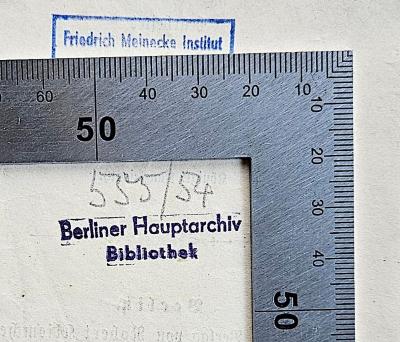 Friedrich Meinecke Institut
60 40 30 20 10
50
10
20
30
40
50
535/54
Berliner Hauptarchiv
Bibliothek